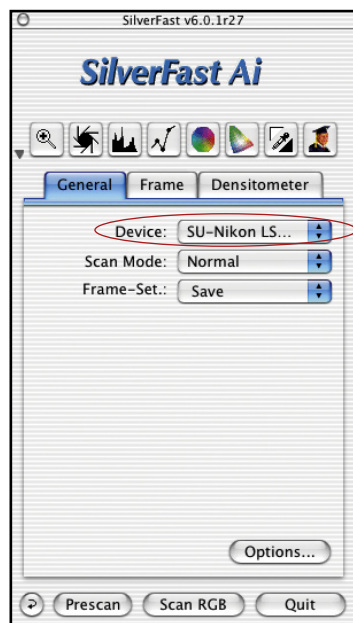 SilverFast v6.0.1r27
SilverFast Ai
General Frame Densitometer
Device: SU-Nikon LS...
Scan Mode: Normal
Frame-Set.: Save
Options...
Prescan Scan RGB Quit